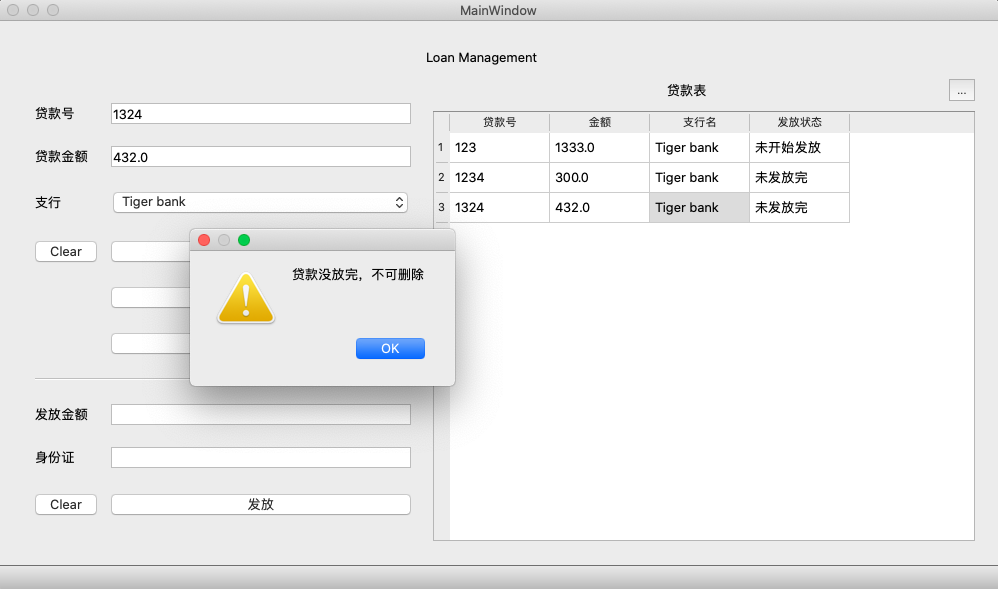 MainWindow
Loan Management
贷款表
...
贷款号
1324
贷款金额
432.0
支行
Tiger bank
Clear
贷款号 金额 支行名 发放状态
1 123 1333.0 Tiger bank 未开始发放
2 1234 300.0 Tiger bank 未发放完
3 1324 432.0 Tiger bank 未发放完
贷款没放完，不可删除
OK
发放金额
身份证
Clear
发放